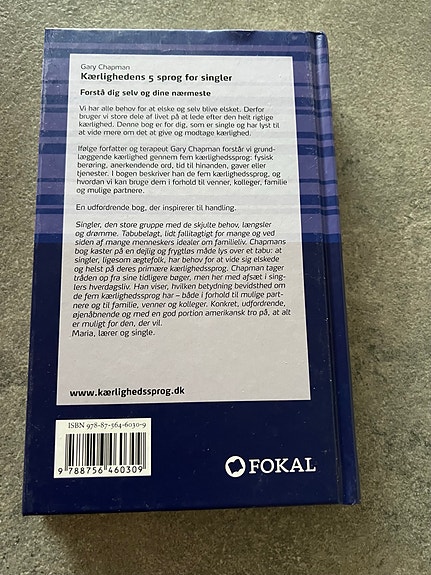 Gary Chapman
Kærlighedens 5 sprog for singler
Forstå dig selv og dine nærmeste
Vi har alle behov for at elske og selv blive elsket. Derfor
bruger vi store dele af livet på at lede efter den helt rigtige
kærlighed. Denne bog er for dig, som er single og har lyst til
at vide mere om det at give og modtage kærlighed.
Ifølge forfatter og terapeut Gary Chapman forstår vi grund-
læggende kærlighed gennem fem kærlighedssprog: fysisk
berøring, anerkendende ord, tid til hinanden, gaver eller
tjenester. I bogen beskriver han de fem kærlighedssprog, og
hvordan vi kan bruge dem i forhold til venner, kolleger, familie
og mulige partnere.
En udfordrende bog, der inspirerer til handling.
Singler, den store gruppe med de skjulte behov, længsler
og drømme. Tabubelagt, lidt fallitagtigt for mange og ved
siden af mange menneskers idealer om familieliv. Chapmans
bog kaster på en dejlig og frygtløs måde lys over et tabu: at
singler, ligesom ægtefolk, har behov for at vide sig elskede
og helst på deres primære kærlighedssprog. Chapman tager
tråden op fra sine tidligere bøger, men her med afsæt i sing-
lers hverdagsliv. Han viser, hvilken betydning bevidsthed om
de fem kærlighedssprog har – både i forhold til mulige part-
nere og til familie, venner og kolleger. Konkret, udfordrende,
øjenåbnende og med en god portion amerikansk tro på, at alt
er muligt for den, der vil.
Maria, lærer og single.
www.kærlighedssprog.dk
ISBN 978-87-564-6030-9
9 788756 460309
FOKAL